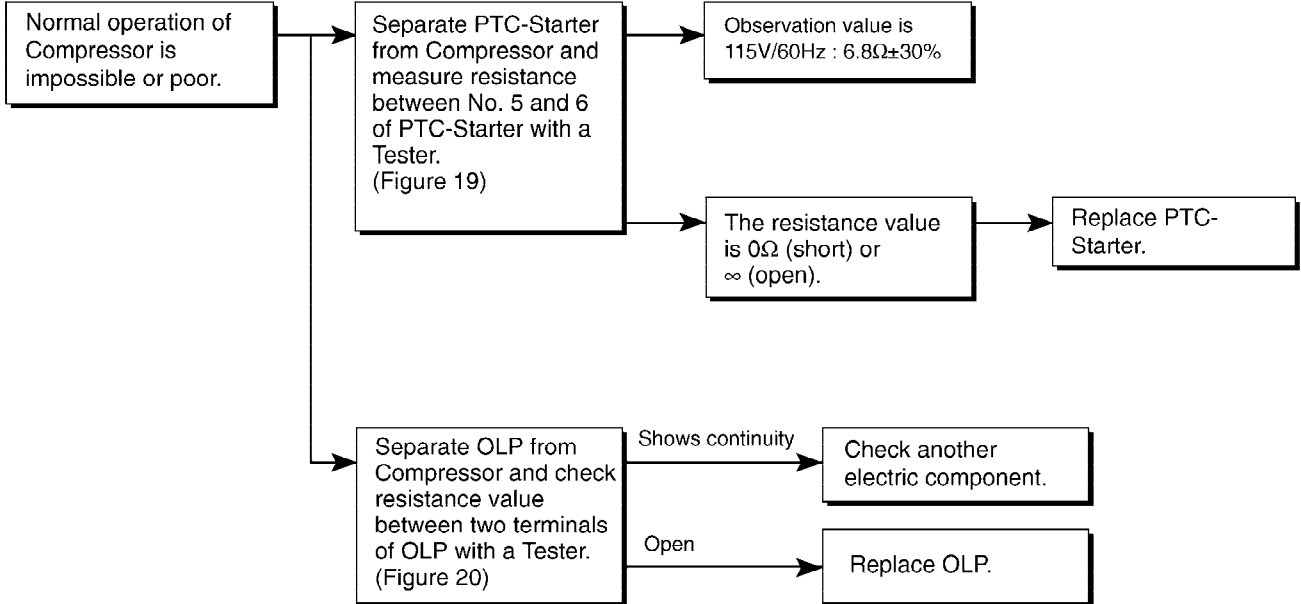 Normal operation of
Compressor is
impossible or poor.
Separate PTC-Starter
from Compressor and
measure resistance
between No. 5 and 6
of PTC-Starter with a
Tester.
(Figure 19)
Observation value is
115V/60Hz : 6.8Ω±30%
The resistance value
is 0Ω (short) or
∞ (open).
Replace PTC-
Starter.
Separate OLP from
Compressor and check
resistance value
between two terminals
of OLP with a Tester.
(Figure 20)
Shows continuity
Check another
electric component.
Open
Replace OLP.